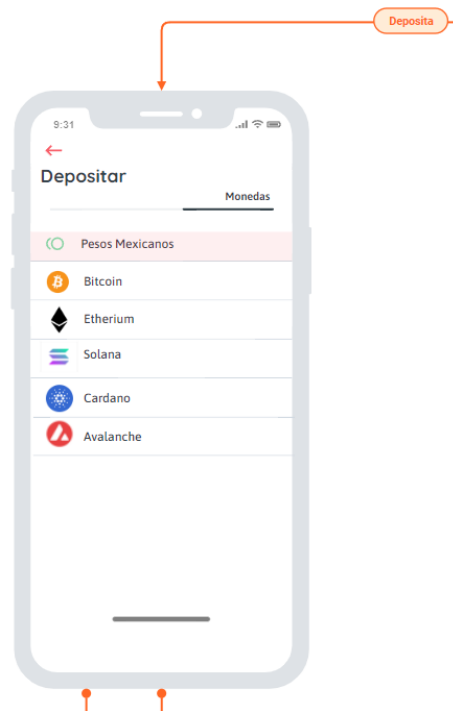 Deposita
9:31
Depositar
Monedas
Pesos Mexicanos
Bitcoin
Etherium
Solana
Cardano
Avalanche